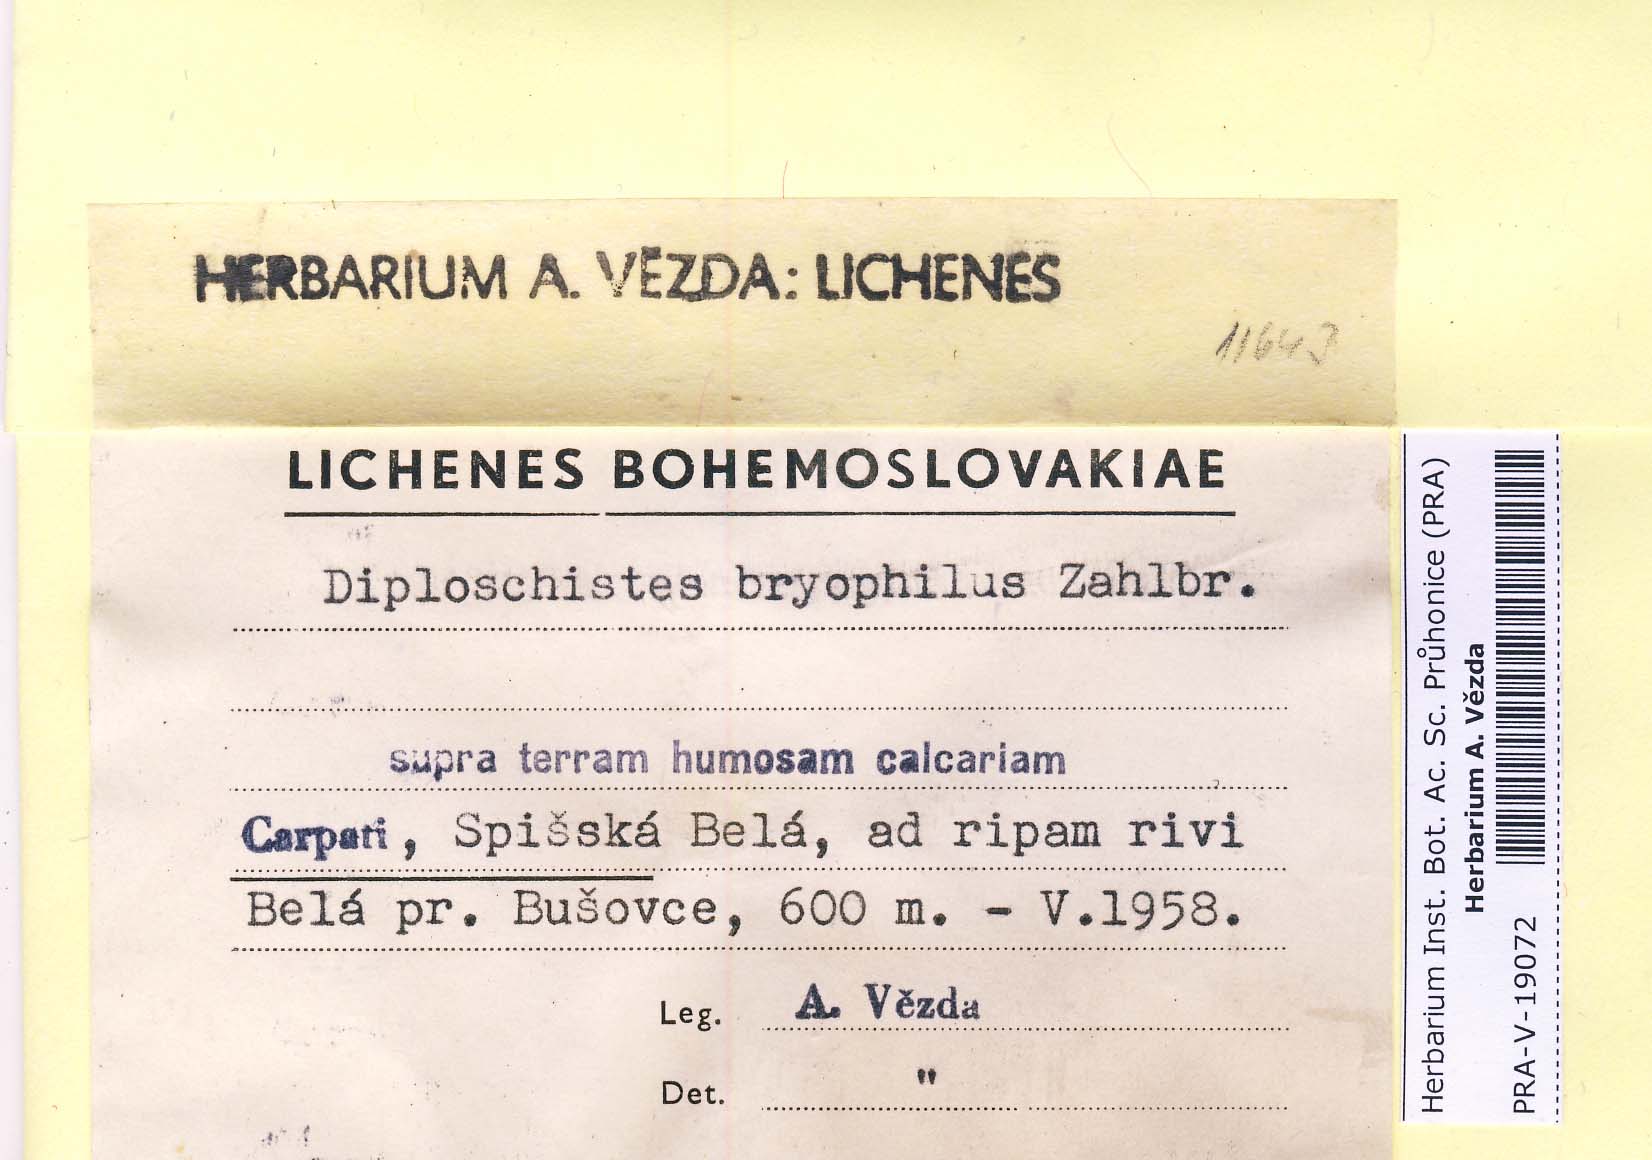 HERBARIUM A. VĚZDA: LICHENES
11643
LICHENES BOHEMOSLOVAKIAE
Diploschistes bryophilus Zahlbr.
supra terram humosam calcariam
Carpati, Spišská Belá, ad ripam rivi
Belá pr. Bušovce, 600 m. - V.1958.
Leg. A. Vězda
Det. "
Herbarium Inst. Bot. Ac. Sc. Průhonice (PRA)
Herbarium A. Vězda
PRA-V-19072